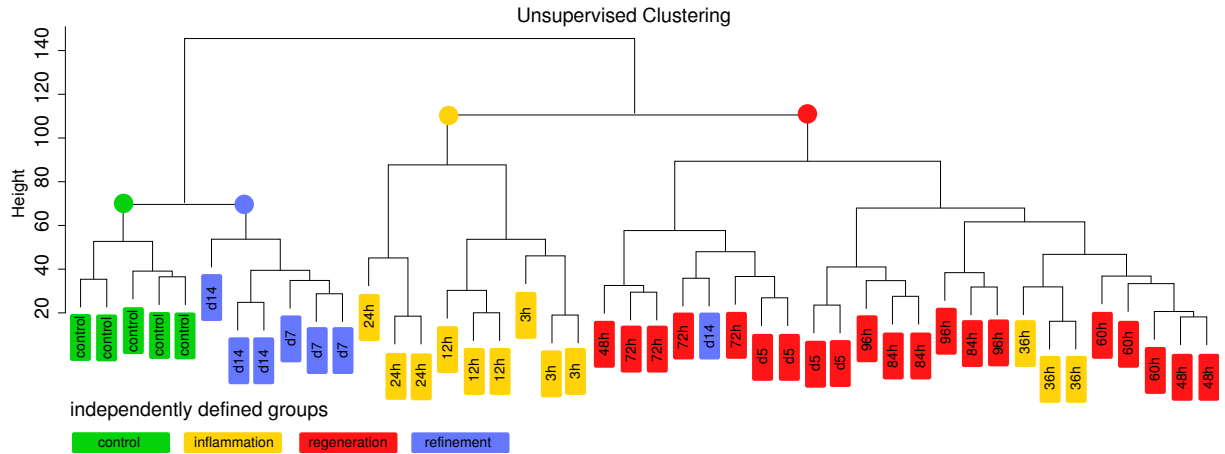 Unsupervised Clustering
Height
140
120
100
80
60
40
20
control
control
control
control
control
d14
d14
d14
d7
d7
d7
24h
24h
24h
12h
12h
12h
3h
3h
3h
48h
72h
72h
72h
d14
72h
d5
d5
d5
d5
96h
84h
84h
96h
84h
96h
36h
36h
36h
60h
60h
60h
48h
48h
independently defined groups
control inflammation regeneration refinement